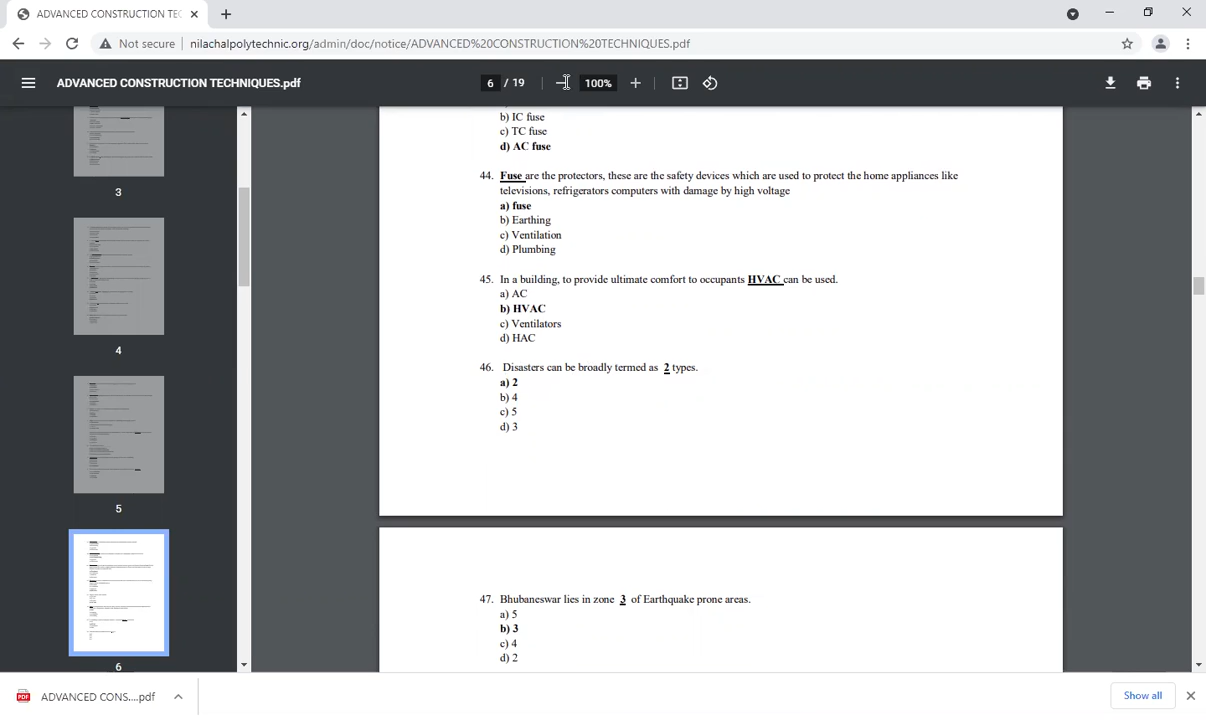 ADVANCED CONSTRUCTION TEC
Not secure | nilachalpolytechnic.org/admin/doc/notice/ADVANCED%20CONSTRUCTION%20TECHNIQUES.pdf
ADVANCED CONSTRUCTION TECHNIQUES.pdf
6 / 19
100%
3
4
5
6
b) IC fuse
c) TC fuse
d) AC fuse
44. Fuse are the protectors, these are the safety devices which are used to protect the home appliances like
televisions, refrigerators computers with damage by high voltage
a) fuse
b) Earthing
c) Ventilation
d) Plumbing
45. In a building, to provide ultimate comfort to occupants HVAC can be used.
a) AC
b) HVAC
c) Ventilators
d) HAC
46. Disasters can be broadly termed as 2 types.
a) 2
b) 4
c) 5
d) 3
47. Bhubaneswar lies in zone 3 of Earthquake prone areas.
a) 5
b) 3
c) 4
d) 2
ADVANCED CONS....pdf
Show all